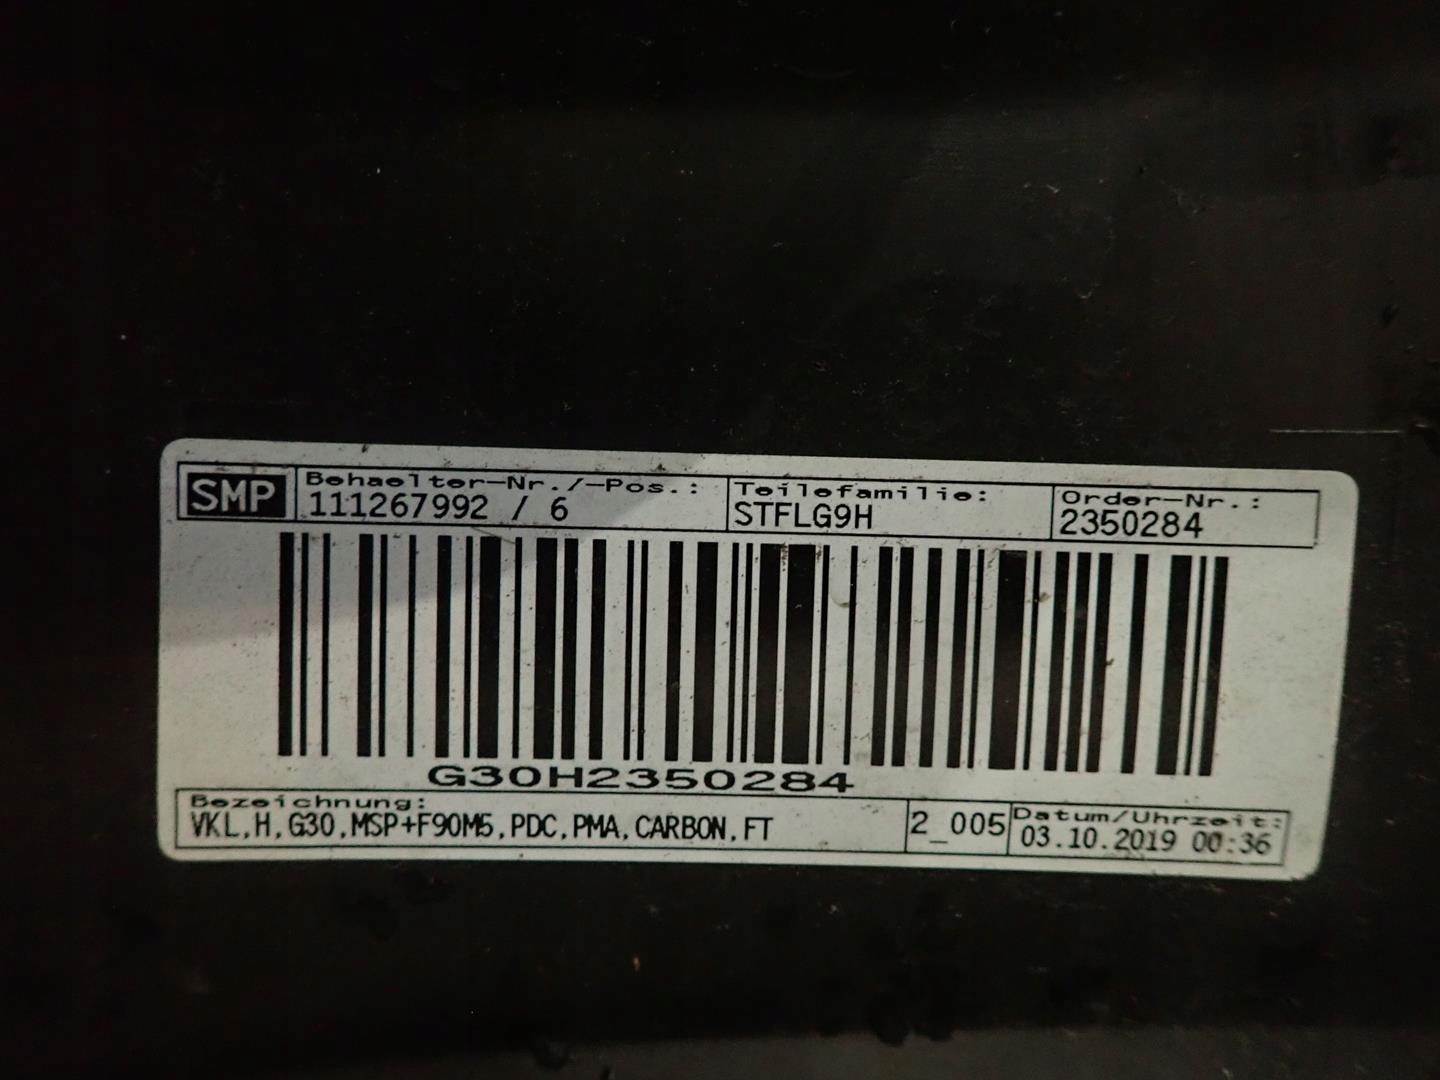 SMP
Behaelter-Nr./-Pos.:
111267992 / 6
Teilefamilie:
STFLG9H
Order-Nr.:
2350284
G30H2350284
Bezeichnung:
VKL,H,G30,MSP+F90M5,PDC,PMA,CARBON,FT
2_005
Datum/Uhrzeit:
03.10.2019 00:36